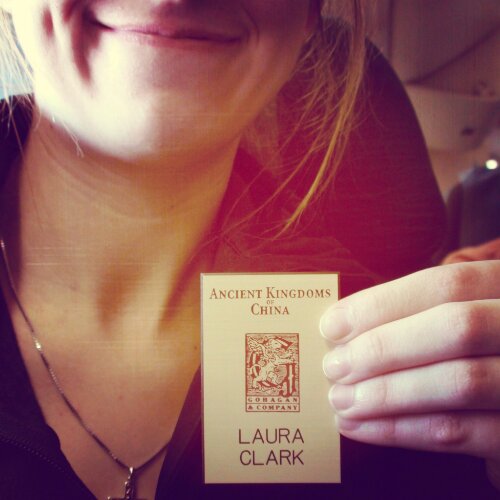 ANCIENT KINGDOMS
OF
CHINA
GOHAGAN
& COMPANY
LAURA
CLARK